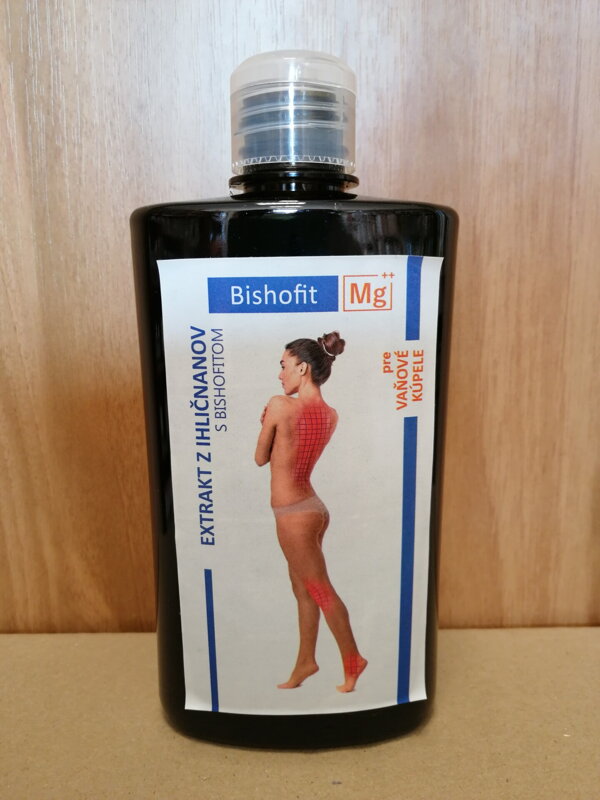 Bishofit Mg++
EXTRAKT Z IHLIČNANOV
S BISHOFITOM
pre
VAŇOVÉ
KÚPELE